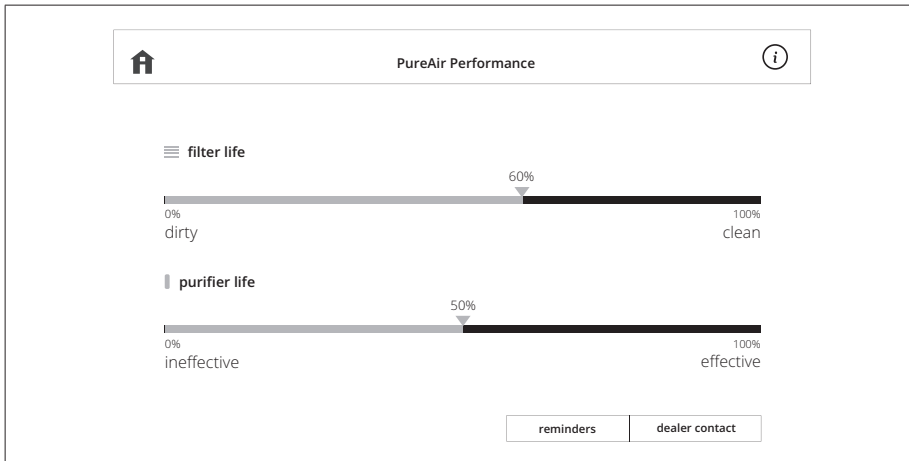 PureAir Performance
i
filter life
60%
0% 100%
dirty clean
purifier life
50%
0% 100%
ineffective effective
reminders dealer contact